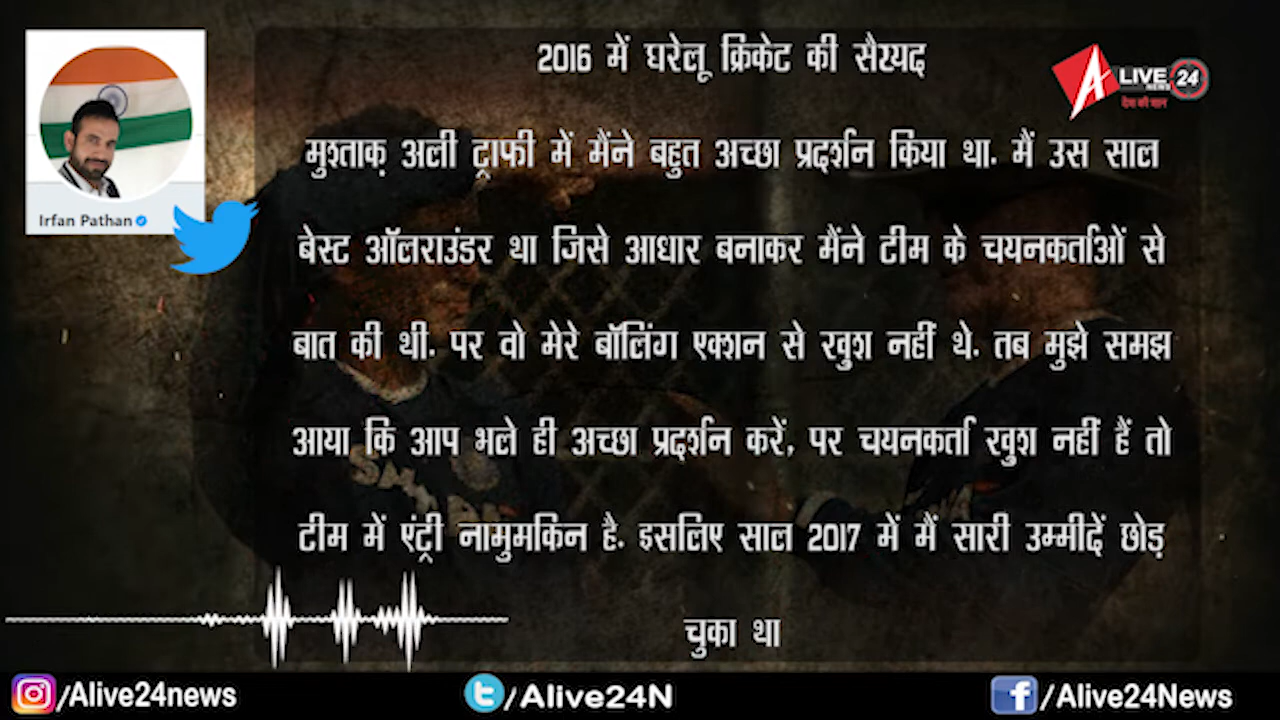 2016 में घरेलू क्रिकेट की सैय्यद
मुश्ताक़ अली ट्राफी में मैंने बहुत अच्छा प्रदर्शन किया था. मैं उस साल
बेस्ट ऑलराउंडर था जिसे आधार बनाकर मैंने टीम के चयनकर्ताओं से
बात की थी. पर वो मेरे बॉलिंग एक्शन से खुश नहीं थे. तब मुझे समझ
आया कि आप भले ही अच्छा प्रदर्शन करें, पर चयनकर्ता खुश नहीं हैं तो
टीम में एंट्री नामुमकिन है. इसलिए साल 2017 में मैं सारी उम्मीदें छोड़
चुका था
Irfan Pathan
A LIVE NEWS 24
देश की शान
/Alive24news
/Alive24N
/Alive24News